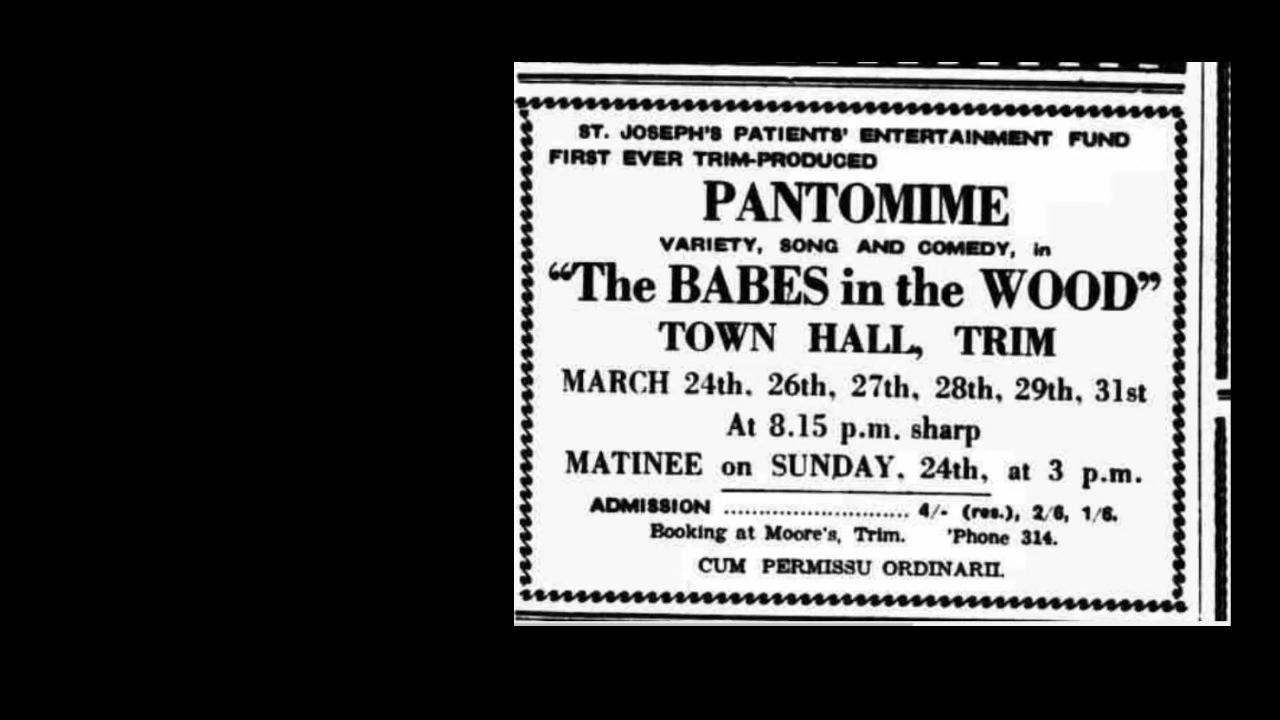 ST. JOSEPH'S PATIENTS' ENTERTAINMENT FUND
FIRST EVER TRIM-PRODUCED
PANTOMIME
VARIETY, SONG AND COMEDY, in
“The BABES in the WOOD”
TOWN HALL, TRIM
MARCH 24th. 26th, 27th, 28th, 29th, 31st
At 8.15 p.m. sharp
MATINEE on SUNDAY. 24th, at 3 p.m.
ADMISSION ........................... 4/- (res.), 2/6, 1/6.
Booking at Moore's, Trim. 'Phone 314.
CUM PERMISSU ORDINARII.